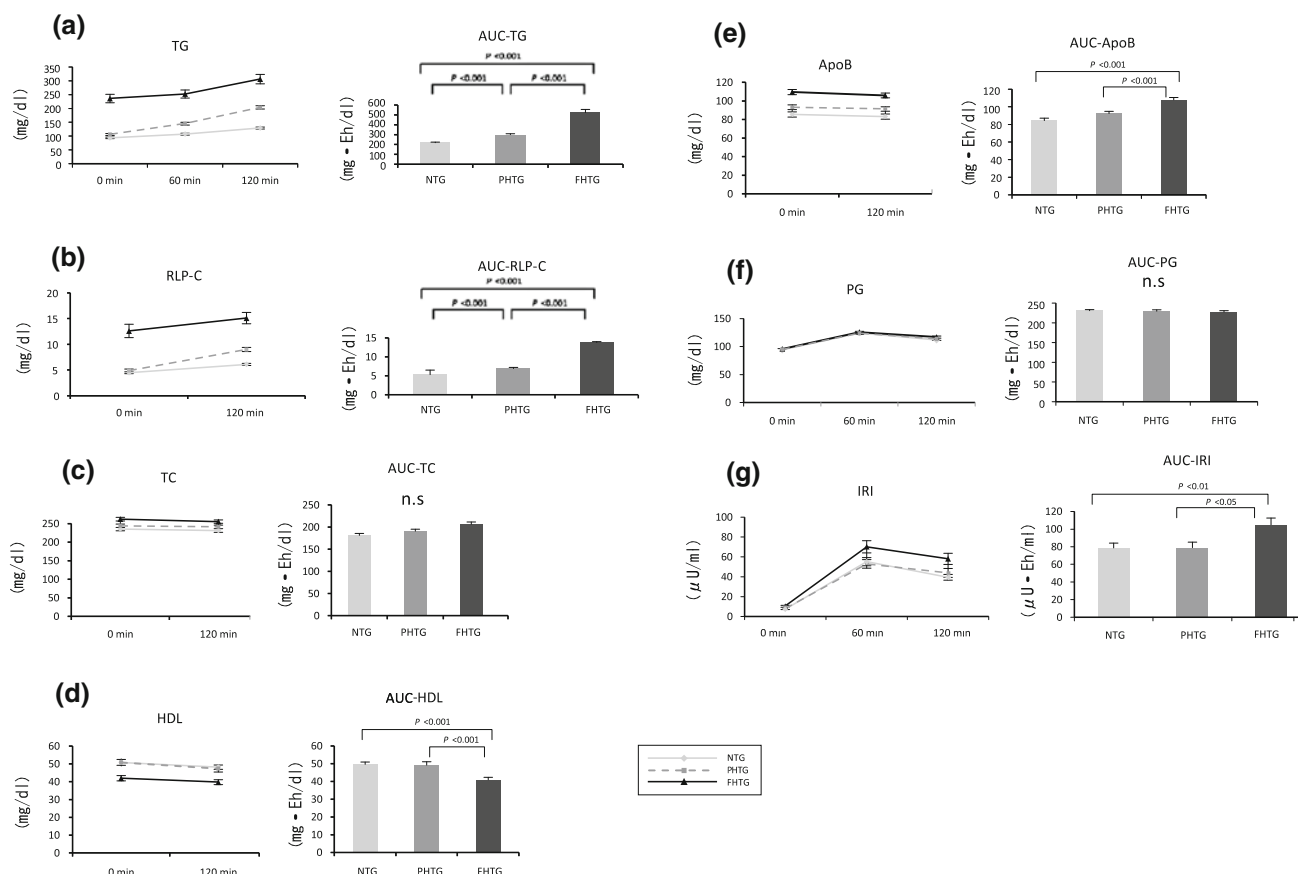 (a)
TG
(mg/dl)
350
300
250
200
150
100
50
0
0 min 60 min 120 min
AUC-TG
P <0.001
P <0.001 P <0.001
(mg・Eh/dl)
600
500
400
300
200
100
0
NTG PHTG FHTG
(b)
RLP-C
(mg/dl)
20
15
10
5
0
0 min 120 min
AUC-RLP-C
P <0.001
P <0.001 P <0.001
(mg・Eh/dl)
15
10
5
0
NTG PHTG FHTG
(c)
TC
(mg/dl)
250
200
150
100
50
0
0 min 120 min
AUC-TC
n.s
(mg・Eh/dl)
250
200
150
100
50
0
NTG PHTG FHTG
(d)
HDL
(mg/dl)
60
50
40
30
20
10
0
0 min 120 min
AUC-HDL
P <0.001
P <0.001
(mg・Eh/dl)
60
50
40
30
20
10
0
NTG PHTG FHTG
(e)
ApoB
(mg/dl)
120
100
80
60
40
20
0
0 min 120 min
AUC-ApoB
P <0.001
P <0.001
(mg・Eh/dl)
120
100
80
60
40
20
0
NTG PHTG FHTG
(f)
PG
(mg/dl)
150
100
50
0
0 min 60 min 120 min
AUC-PG
n.s
(mg・Eh/dl)
250
200
150
100
50
0
NTG PHTG FHTG
(g)
IRI
(μU/ml)
100
80
60
40
20
0
0 min 60 min 120 min
AUC-IRI
P <0.01
P <0.05
(μU・Eh/ml)
120
100
80
60
40
20
0
NTG PHTG FHTG
NTG
PHTG
FHTG